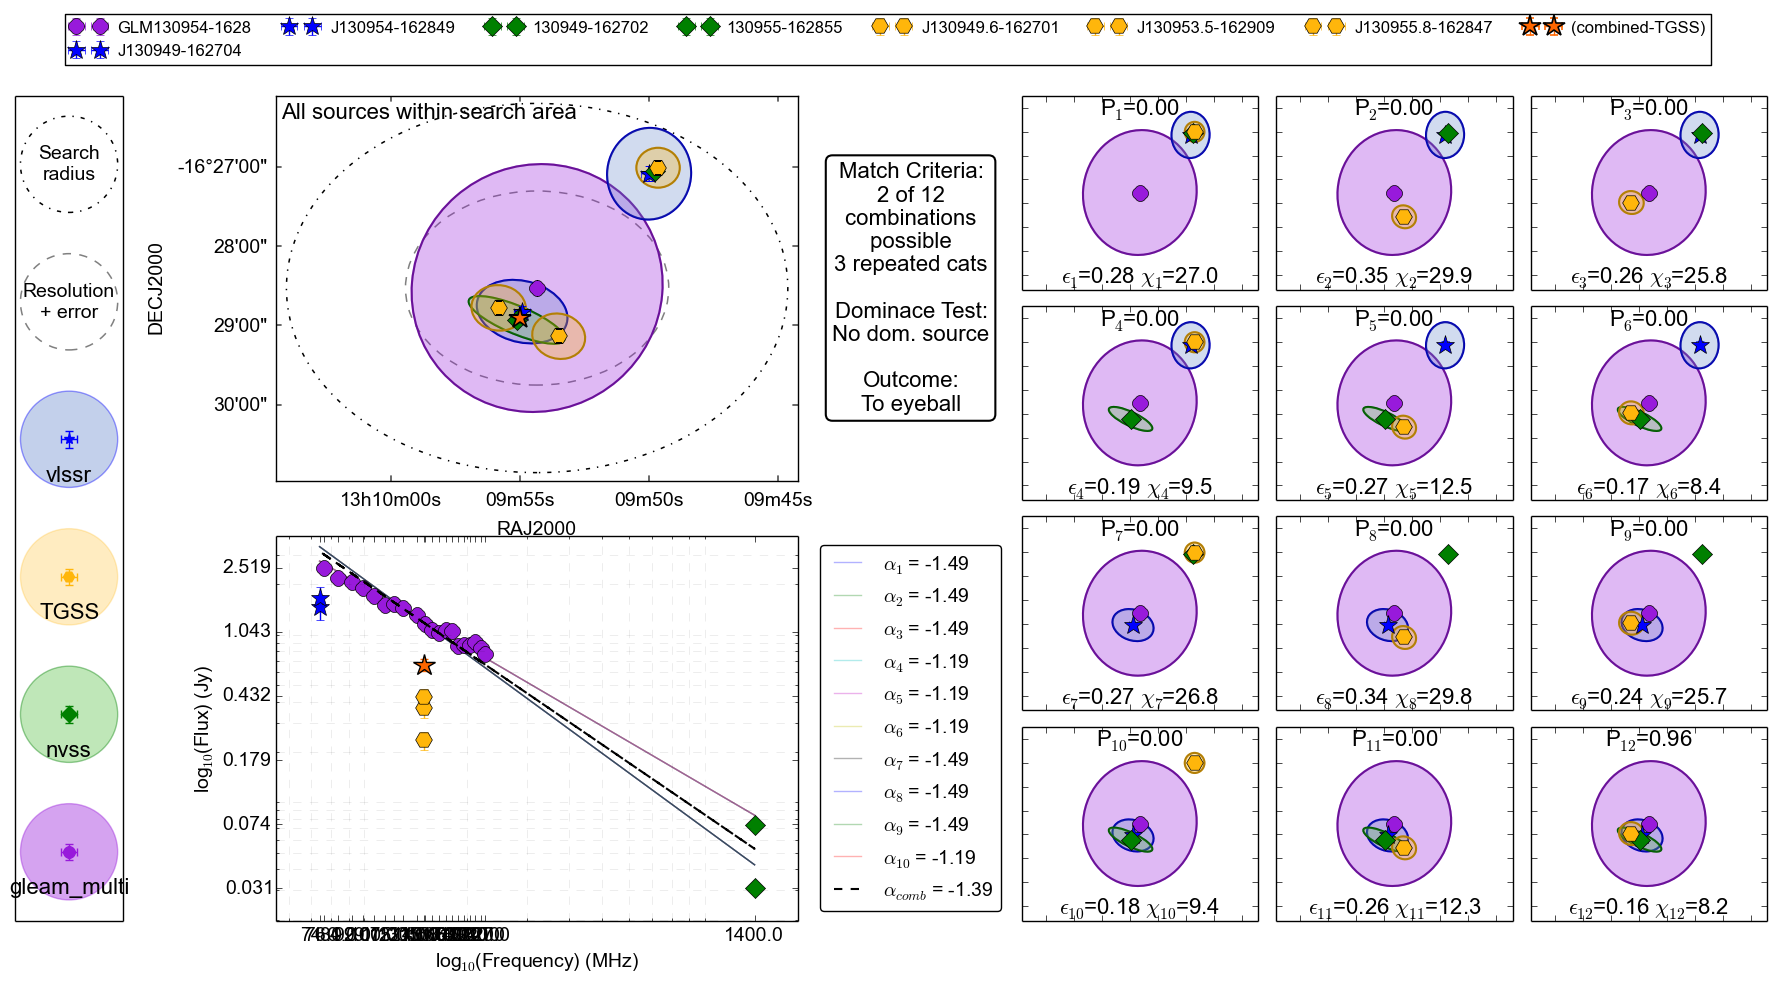 GLM130954-1628 J130954-162849 130949-162702 130955-162855 J130949.6-162701 J130953.5-162909 J130955.8-162847 (combined-TGSS)
J130949-162704
Search
radius
Resolution
+ error
vlssr
TGSS
nvss
gleam_multi
All sources within search area
DECJ2000
-16°27'00"
28'00"
29'00"
30'00"
13h10m00s 09m55s 09m50s 09m45s
RAJ2000
Match Criteria:
2 of 12
combinations
possible
3 repeated cats
Dominace Test:
No dom. source
Outcome:
To eyeball
log₁₀(Flux) (Jy)
2.519
1.043
0.432
0.179
0.074
0.031
1400.0
log₁₀(Frequency) (MHz)
α₁ = -1.49
α₂ = -1.49
α₃ = -1.49
α₄ = -1.19
α₅ = -1.19
α₆ = -1.19
α₇ = -1.49
α₈ = -1.49
α₉ = -1.49
α₁₀ = -1.19
α_comb = -1.39
P₁=0.00
ϵ₁=0.28 χ₁=27.0
P₂=0.00
ϵ₂=0.35 χ₂=29.9
P₃=0.00
ϵ₃=0.26 χ₃=25.8
P₄=0.00
ϵ₄=0.19 χ₄=9.5
P₅=0.00
ϵ₅=0.27 χ₅=12.5
P₆=0.00
ϵ₆=0.17 χ₆=8.4
P₇=0.00
ϵ₇=0.27 χ₇=26.8
P₈=0.00
ϵ₈=0.34 χ₈=29.8
P₉=0.00
ϵ₉=0.24 χ₉=25.7
P₁₀=0.00
ϵ₁₀=0.18 χ₁₀=9.4
P₁₁=0.00
ϵ₁₁=0.26 χ₁₁=12.3
P₁₂=0.96
ϵ₁₂=0.16 χ₁₂=8.2